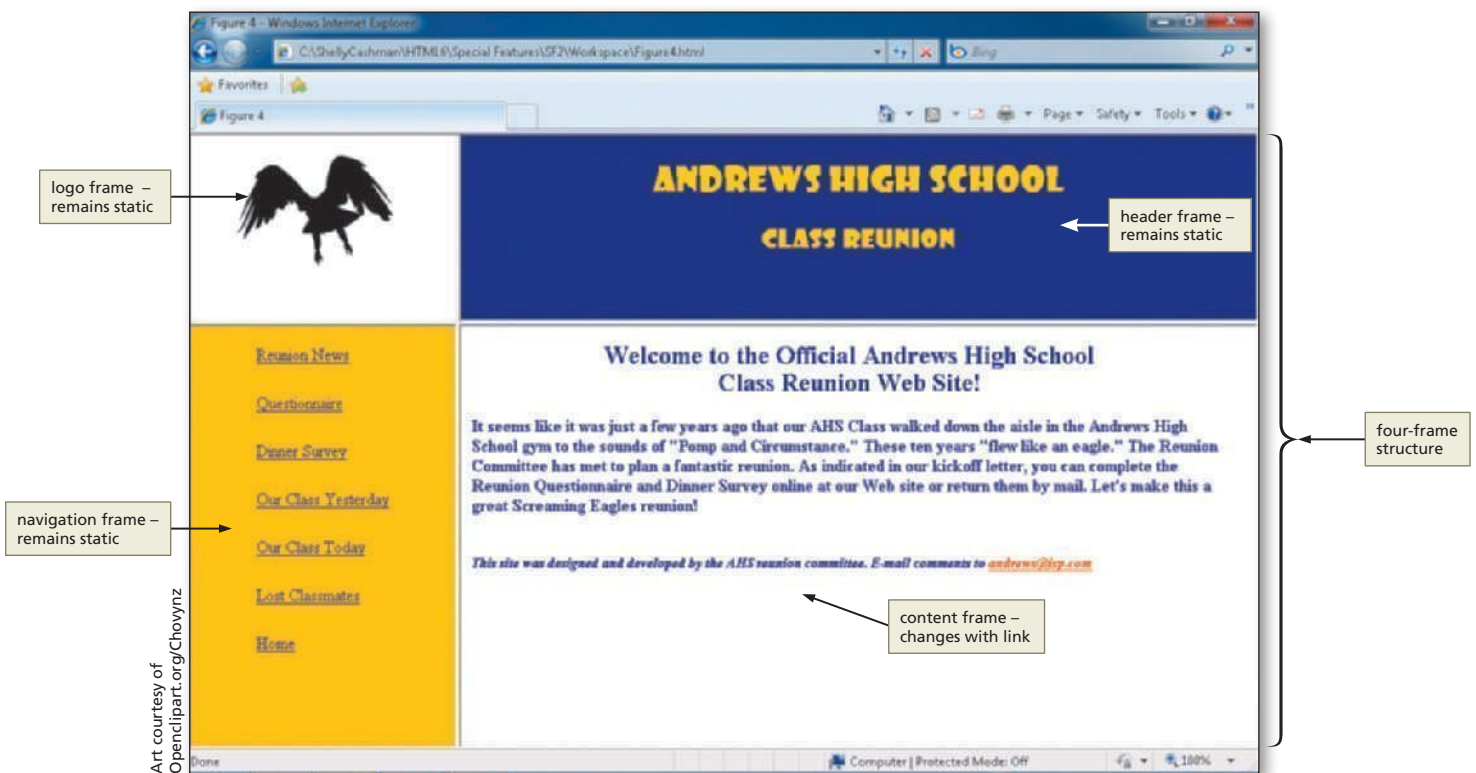 Figure 4 - Windows Internet Explorer
C:\ShellyCashman\HTML6\Special Features\SF2\Workspace\Figure4.html
Bing
Favorites
Figure 4
Page Safety Tools
logo frame –
remains static
ANDREWS HIGH SCHOOL
CLASS REUNION
header frame –
remains static
Reunion News
Questionnaire
Dinner Survey
Our Class Yesterday
Our Class Today
Lost Classmates
Home
navigation frame –
remains static
Welcome to the Official Andrews High School
Class Reunion Web Site!
It seems like it was just a few years ago that our AHS Class walked down the aisle in the Andrews High
School gym to the sounds of "Pomp and Circumstance." These ten years "flew like an eagle." The Reunion
Committee has met to plan a fantastic reunion. As indicated in our kickoff letter, you can complete the
Reunion Questionnaire and Dinner Survey online at our Web site or return them by mail. Let's make this a
great Screaming Eagles reunion!
This site was designed and developed by the AHS reunion committee. E-mail comments to andrews@isp.com
content frame –
changes with link
four-frame
structure
Art courtesy of
Openclipart.org/Chovynz
Done
Computer | Protected Mode: Off
100%